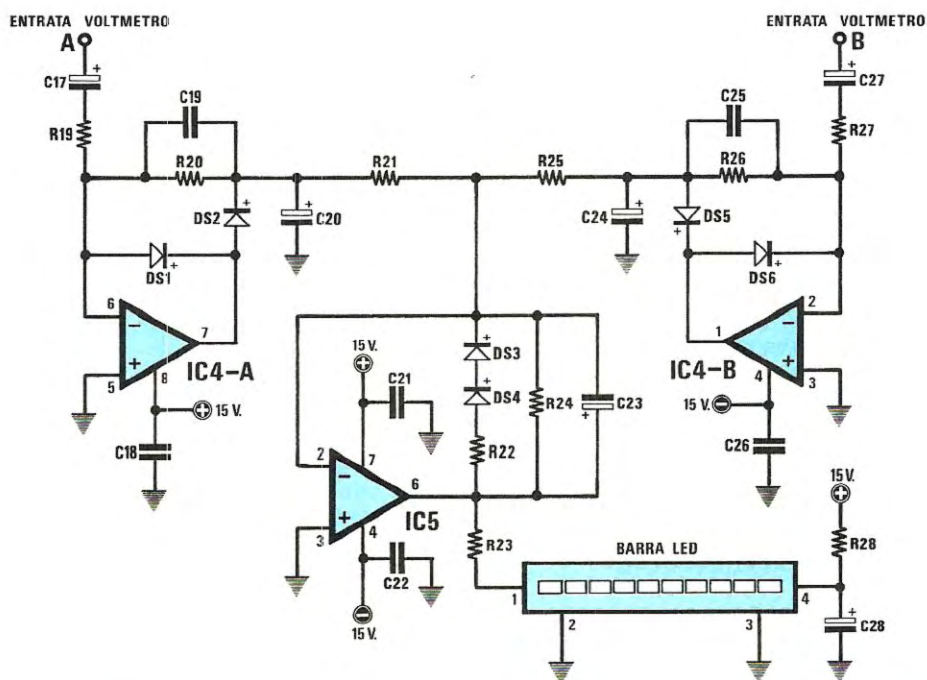 ENTRATA VOLTMETRO
A
ENTRATA VOLTMETRO
B
C17
+
C27
+
C19
C25
R19
R27
R20
R21
R25
R26
DS2
+
C20
+
C24
+
DS5
+
DS1
+
DS6
+
6
5
7
8
IC4-A
15 V.
C18
2
3
1
4
IC4-B
15 V.
C26
15 V.
C21
DS3
+
DS4
+
R24
C23
+
R22
2
3
7
6
4
IC5
C22
15 V.
R23
BARRA LED
1
2
3
4
15 V.
R28
C28
+